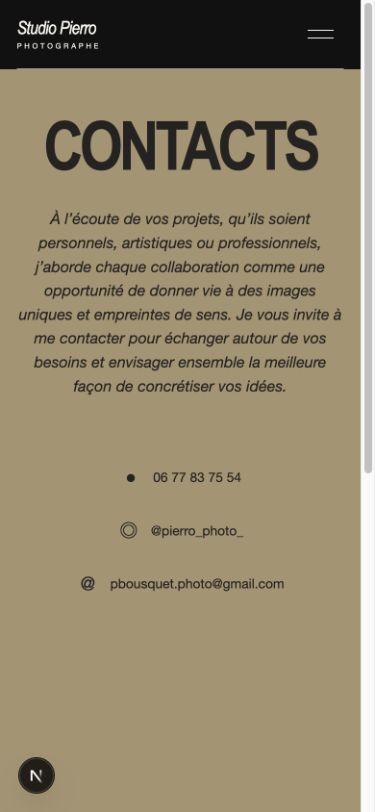 Studio Pierro
PHOTOGRAPHE
CONTACTS
À l'écoute de vos projets, qu'ils soient
personnels, artistiques ou professionnels,
j'aborde chaque collaboration comme une
opportunité de donner vie à des images
uniques et empreintes de sens. Je vous invite à
me contacter pour échanger autour de vos
besoins et envisager ensemble la meilleure
façon de concrétiser vos idées.
06 77 83 75 54
@pierro_photo_
@ pbousquet.photo@gmail.com
N